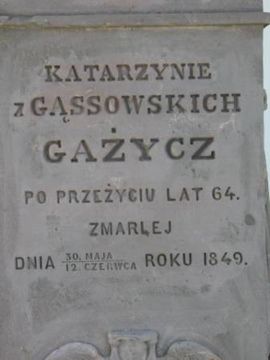 KATARZYNIE
z GĄSSOWSKICH
GAŻYCZ
PO PRZEŻYCIU LAT 64.
ZMARŁEJ
DNIA 30. MAJA/12. CZERWCA ROKU 1849.